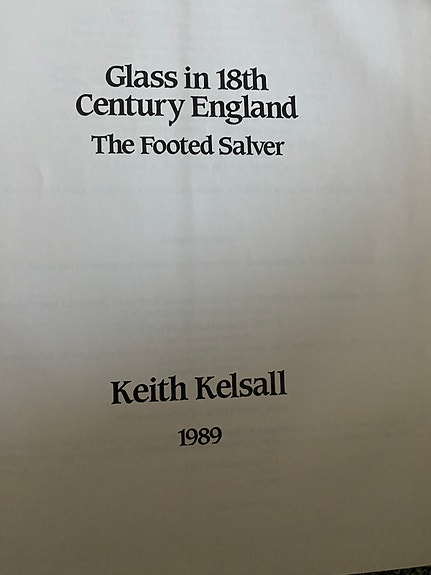 Glass in 18th
Century England
The Footed Salver
Keith Kelsall
1989